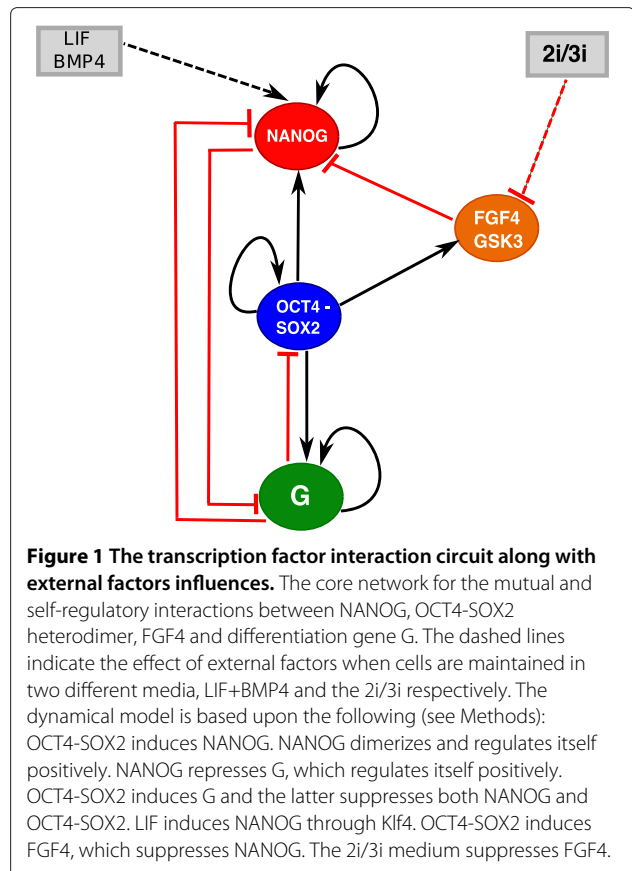 LIF
BMP4
2i/3i
NANOG
FGF4
GSK3
OCT4 -
SOX2
G
Figure 1 The transcription factor interaction circuit along with
external factors influences. The core network for the mutual and
self-regulatory interactions between NANOG, OCT4-SOX2
heterodimer, FGF4 and differentiation gene G. The dashed lines
indicate the effect of external factors when cells are maintained in
two different media, LIF+BMP4 and the 2i/3i respectively. The
dynamical model is based upon the following (see Methods):
OCT4-SOX2 induces NANOG. NANOG dimerizes and regulates itself
positively. NANOG represses G, which regulates itself positively.
OCT4-SOX2 induces G and the latter suppresses both NANOG and
OCT4-SOX2. LIF induces NANOG through Klf4. OCT4-SOX2 induces
FGF4, which suppresses NANOG. The 2i/3i medium suppresses FGF4.